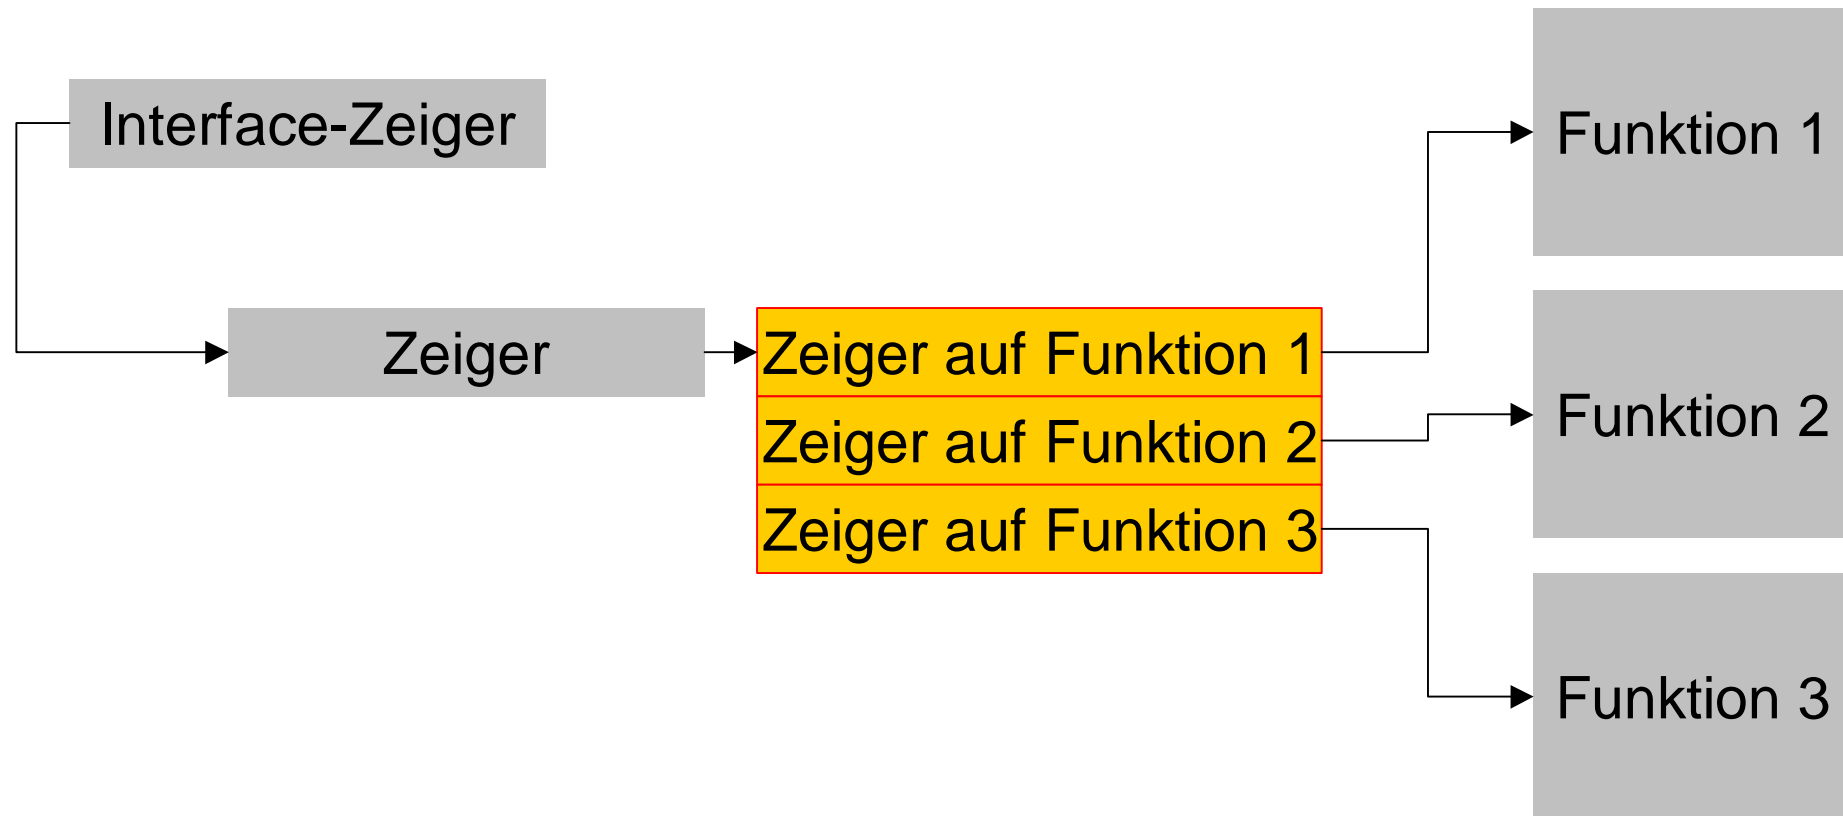 Interface-Zeiger
Zeiger
Zeiger auf Funktion 1
Zeiger auf Funktion 2
Zeiger auf Funktion 3
Funktion 1
Funktion 2
Funktion 3